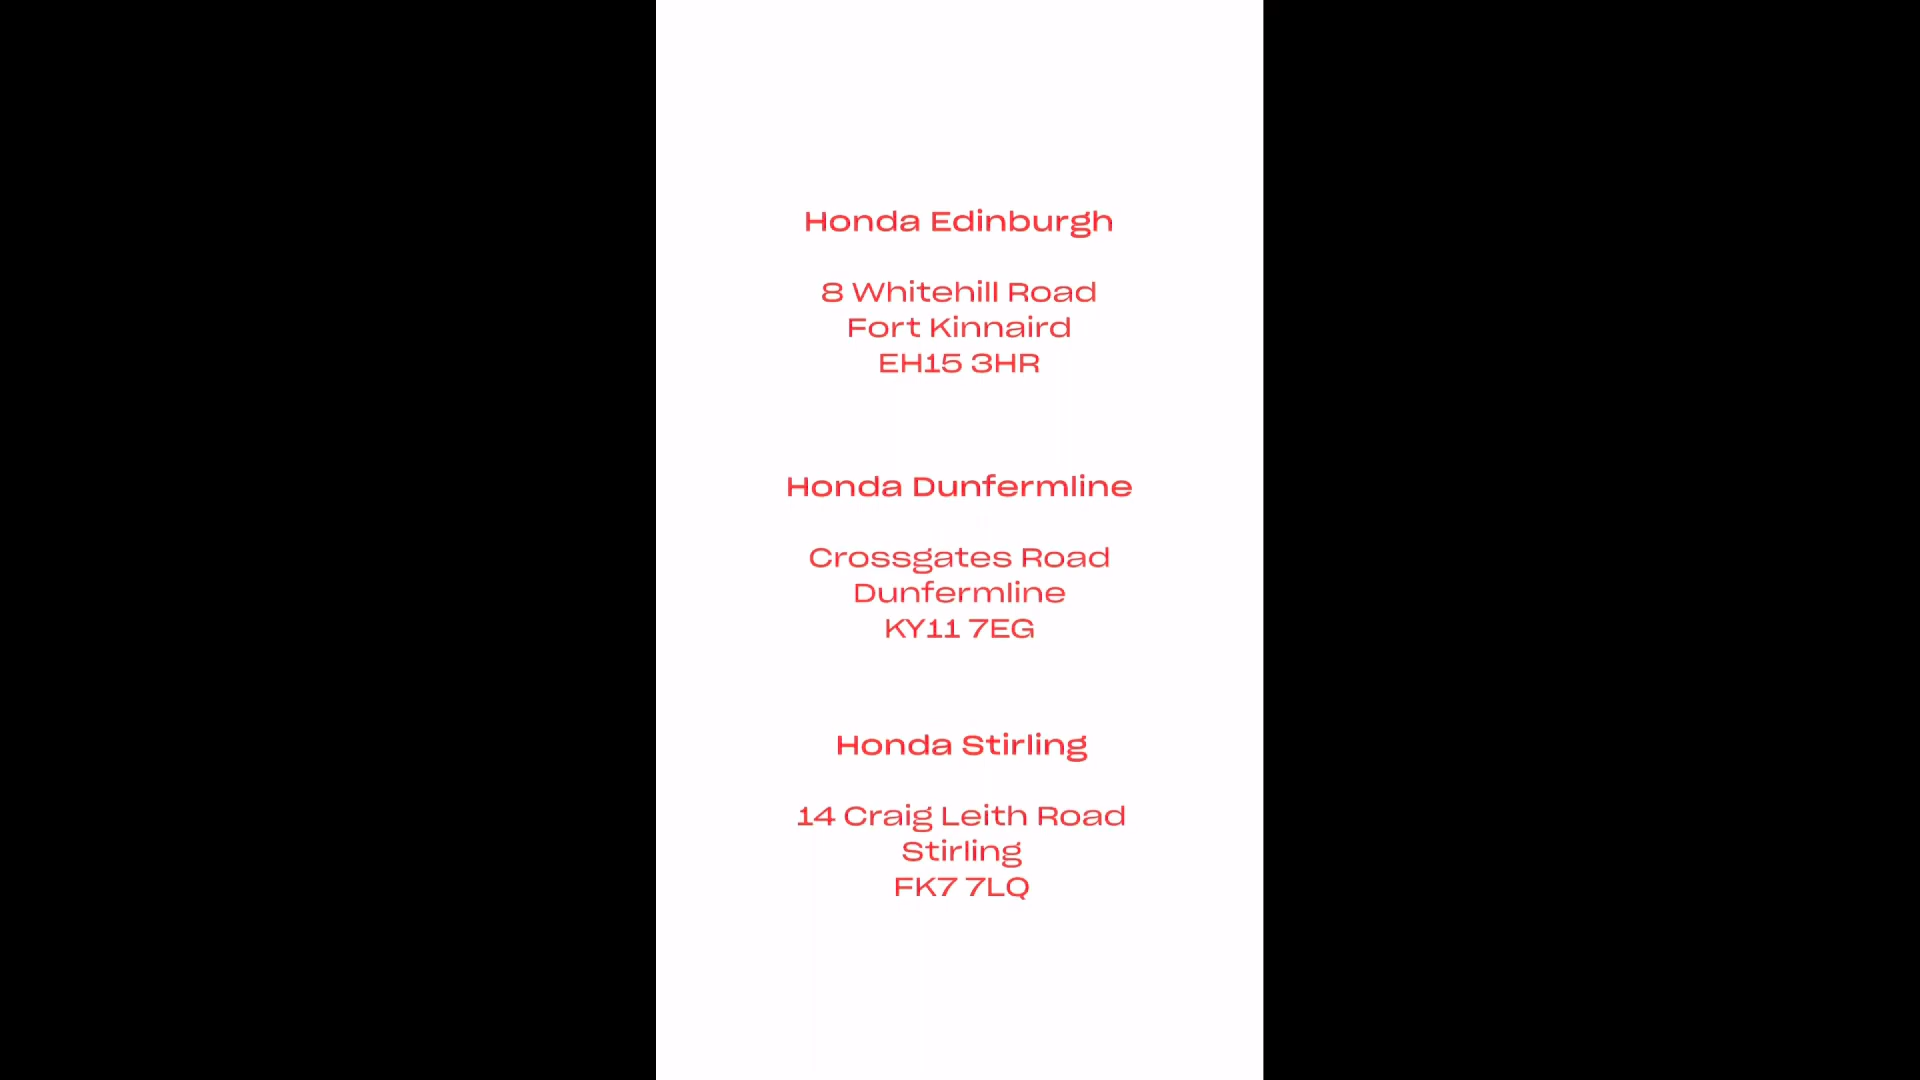 Honda Edinburgh
8 Whitehill Road
Fort Kinnaird
EH15 3HR
Honda Dunfermline
Crossgates Road
Dunfermline
KY11 7EG
Honda Stirling
14 Craig Leith Road
Stirling
FK7 7LQ